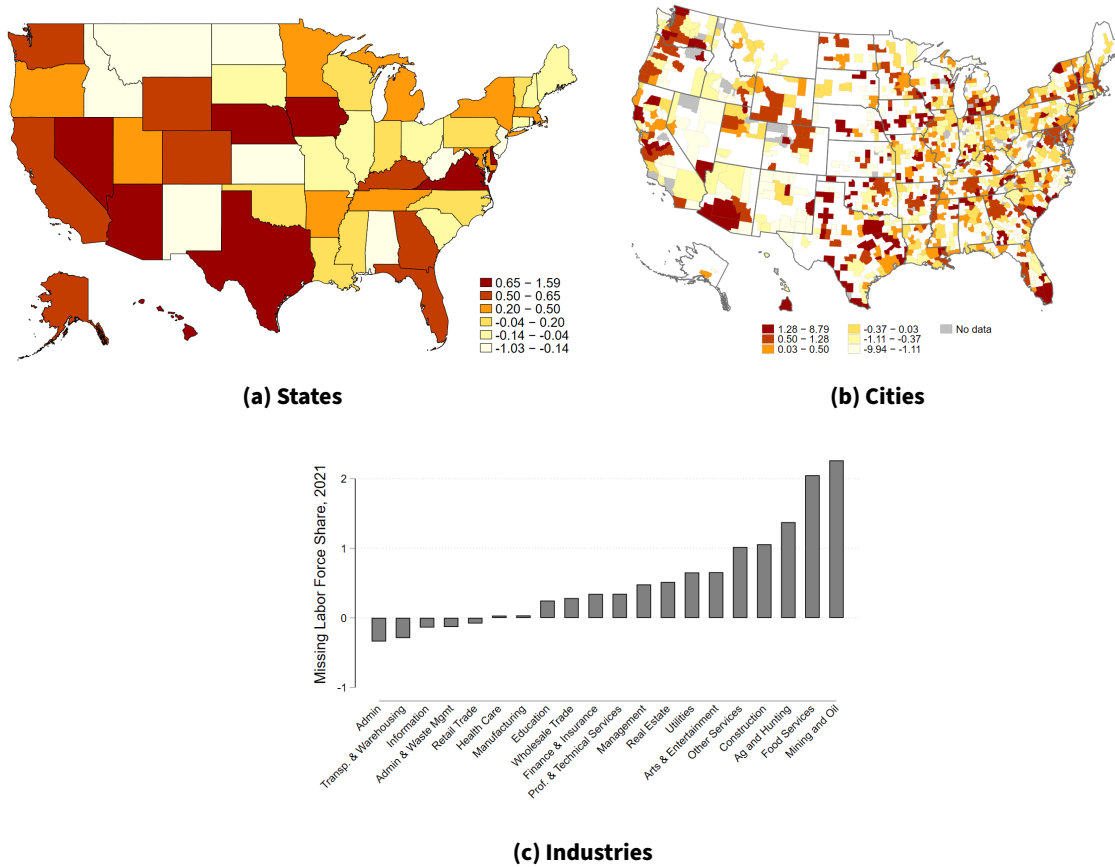 0.65 − 1.59
0.50 − 0.65
0.20 − 0.50
-0.04 − 0.20
-0.14 − -0.04
-1.03 − -0.14
(a) States
1.28 − 8.79
0.50 − 1.28
0.03 − 0.50
-0.37 − 0.03
-1.11 − -0.37
-9.94 − -1.11
No data
(b) Cities
Missing Labor Force Share, 2021
2
1
0
-1
Admin
Transp. & Warehousing
Information
Admin & Waste Mgmt
Retail Trade
Health Care
Manufacturing
Education
Wholesale Trade
Finance & Insurance
Prof. & Technical Services
Management
Real Estate
Utilities
Arts & Entertainment
Other Services
Construction
Ag and Hunting
Food Services
Mining and Oil
(c) Industries